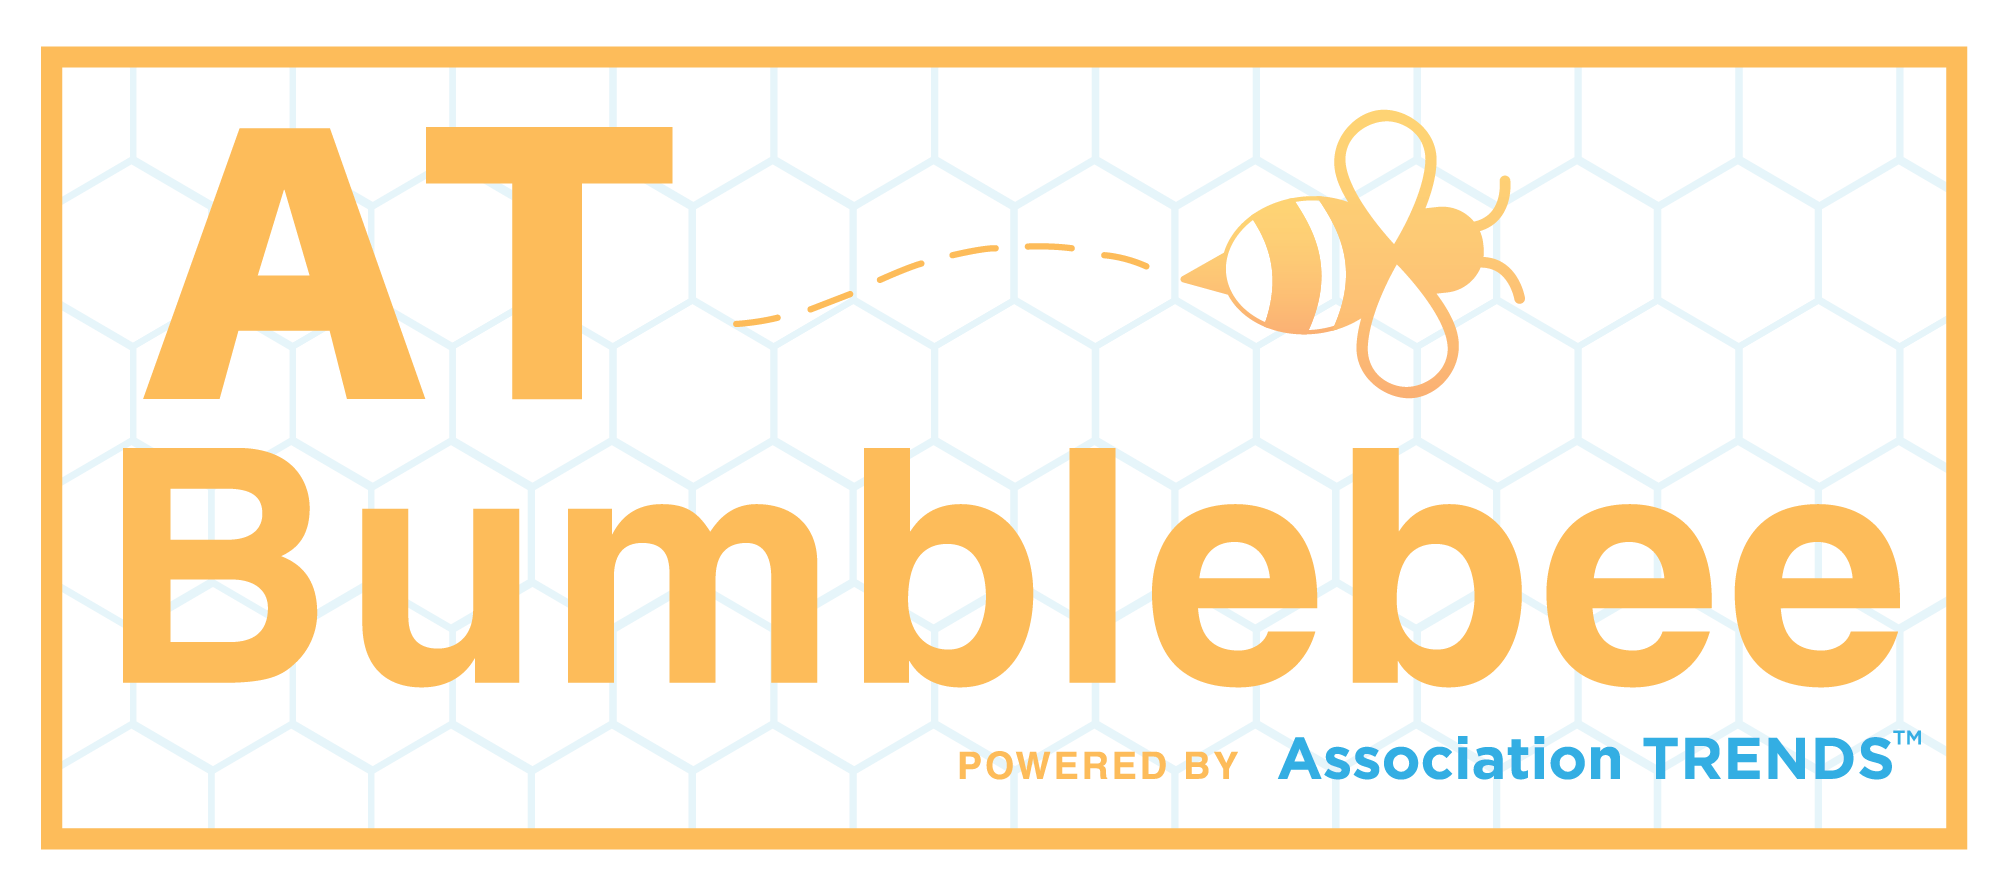 AT
Bumblebee
POWERED BY Association TRENDS™